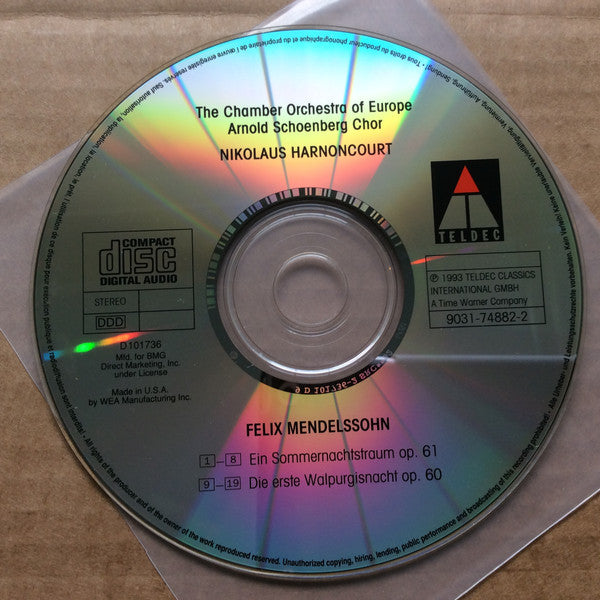 The Chamber Orchestra of Europe
Arnold Schoenberg Chor
NIKOLAUS HARNONCOURT
COMPACT
disc
DIGITAL AUDIO
STEREO
DDD
D101736
Mfd. for BMG
Direct Marketing, Inc.
under License
Made in U.S.A.
by WEA Manufacturing Inc.
TELDEC
℗ 1993 TELDEC CLASSICS
INTERNATIONAL GMBH
A Time Warner Company
9031-74882-2
FELIX MENDELSSOHN
1 - 8 Ein Sommernachtstraum op. 61
9 - 19 Die erste Walpurgisnacht op. 60
All rights of the producer and of the owner of the work reproduced reserved. Unauthorized copying, hiring, lending, public performance and broadcasting of this recording prohibited